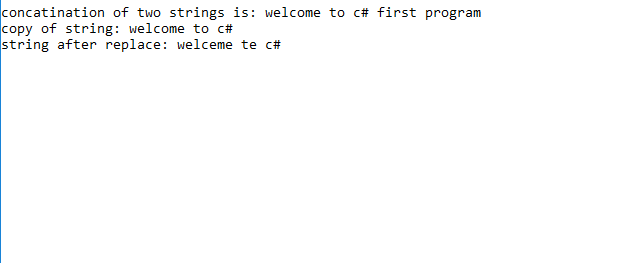 concatination of two strings is: welcome to c# first program
copy of string: welcome to c#
string after replace: welceme te c#